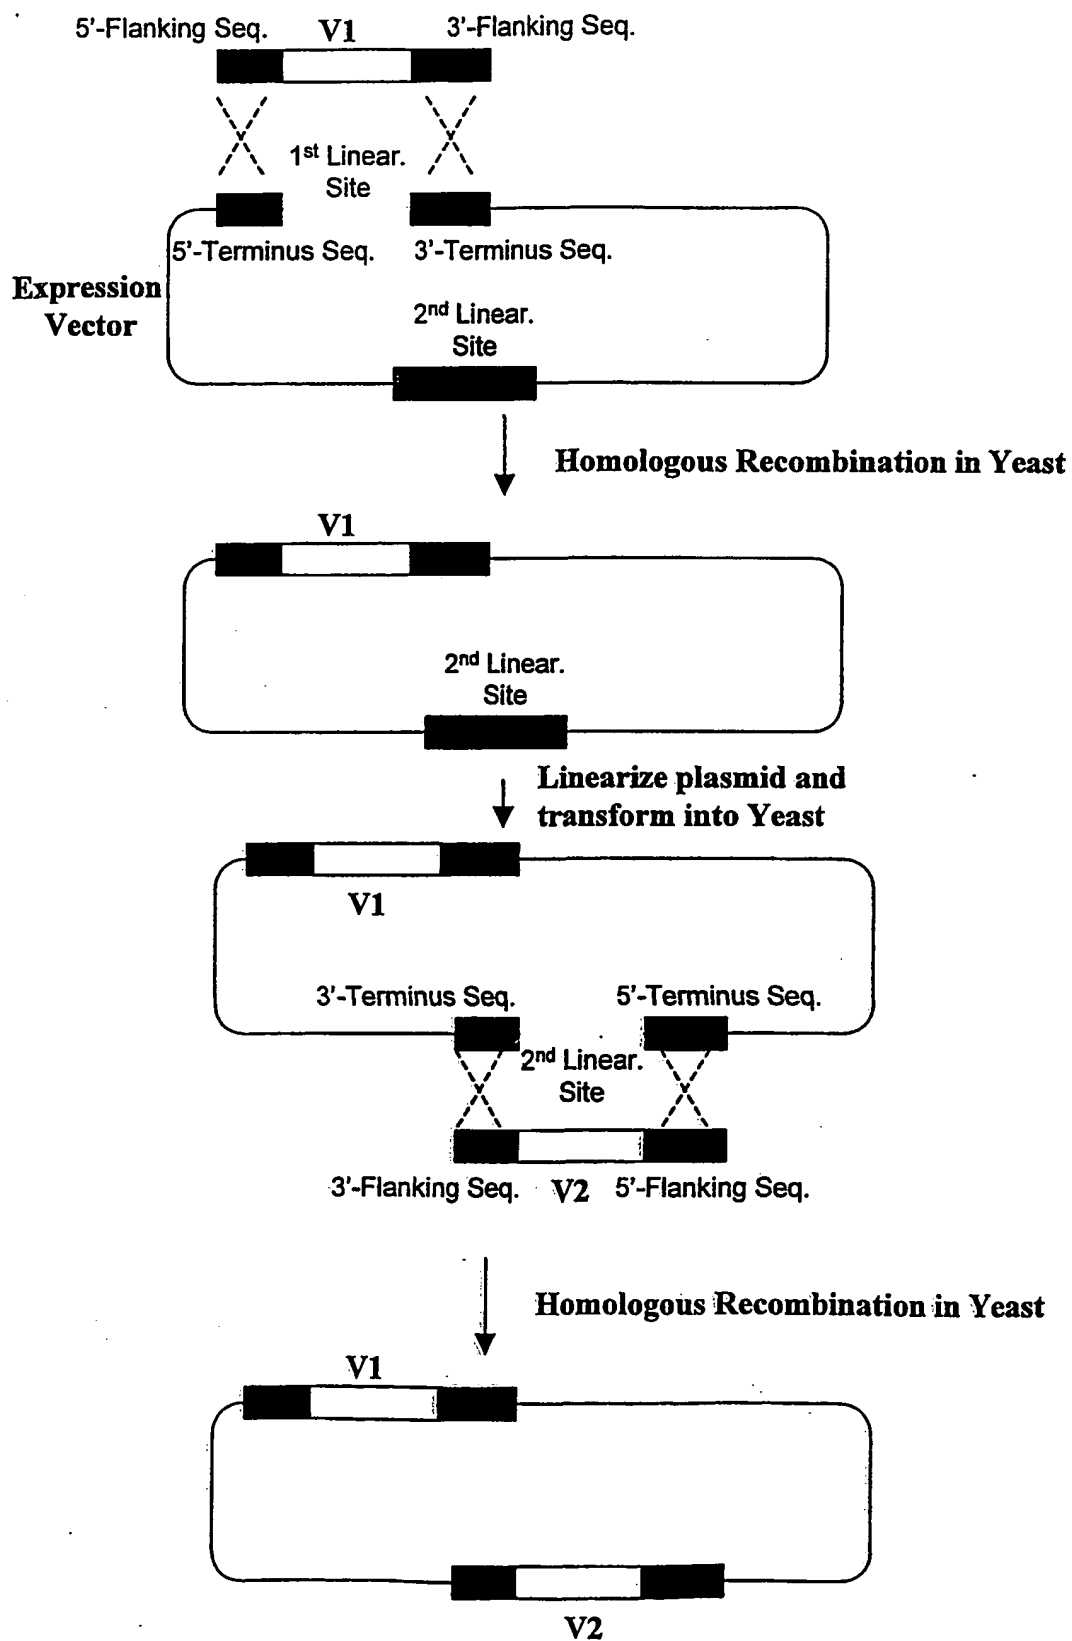 5'-Flanking Seq. V1 3'-Flanking Seq.
1st Linear.
Site
5'-Terminus Seq. 3'-Terminus Seq.
Expression
Vector
2nd Linear.
Site
Homologous Recombination in Yeast
V1
2nd Linear.
Site
Linearize plasmid and
transform into Yeast
V1
3'-Terminus Seq. 5'-Terminus Seq.
2nd Linear.
Site
3'-Flanking Seq. V2 5'-Flanking Seq.
Homologous Recombination in Yeast
V1
V2